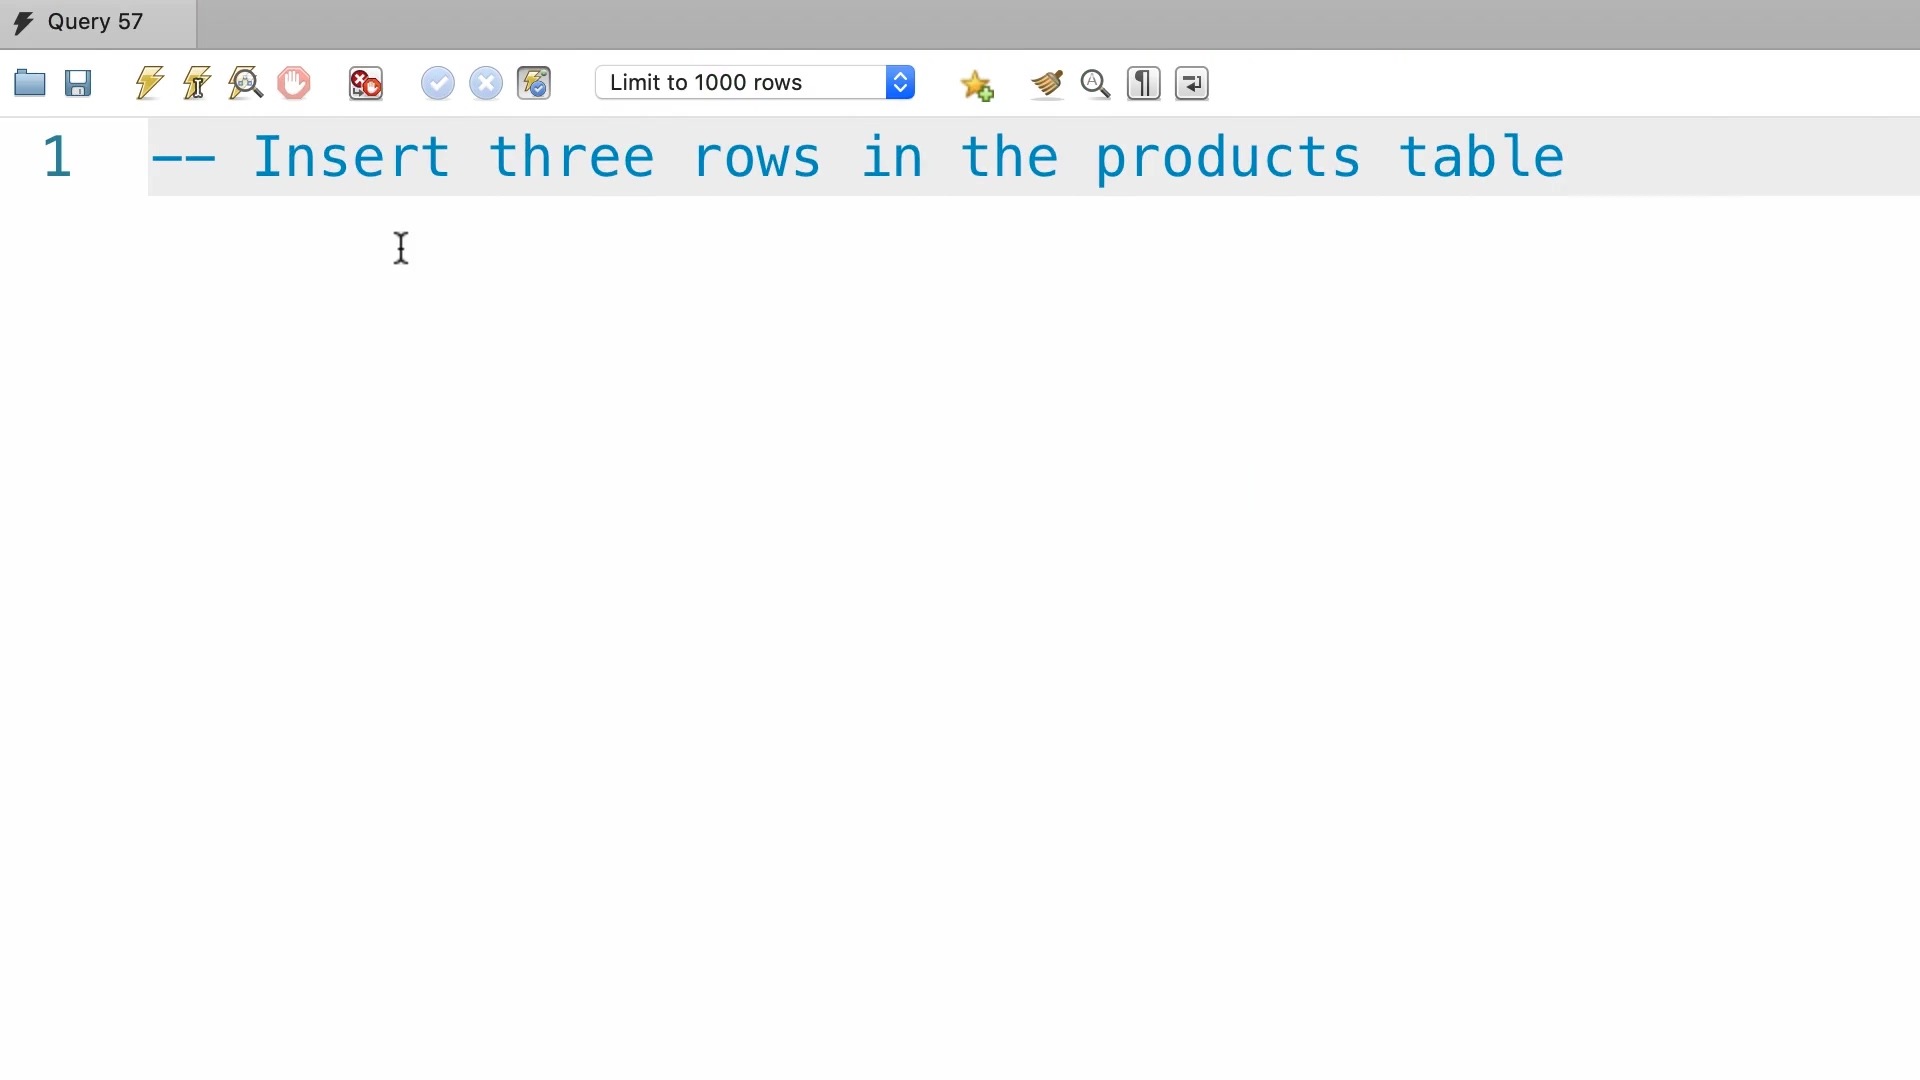 Query 57
Limit to 1000 rows
1 -- Insert three rows in the products table